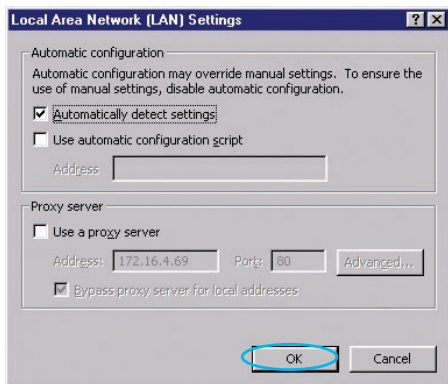 Local Area Network (LAN) Settings
Automatic configuration
Automatic configuration may override manual settings. To ensure the
use of manual settings, disable automatic configuration.
Automatically detect settings
Use automatic configuration script
Address
Proxy server
Use a proxy server
Address: 172.16.4.69 Port: 80 Advanced...
Bypass proxy server for local addresses
OK Cancel